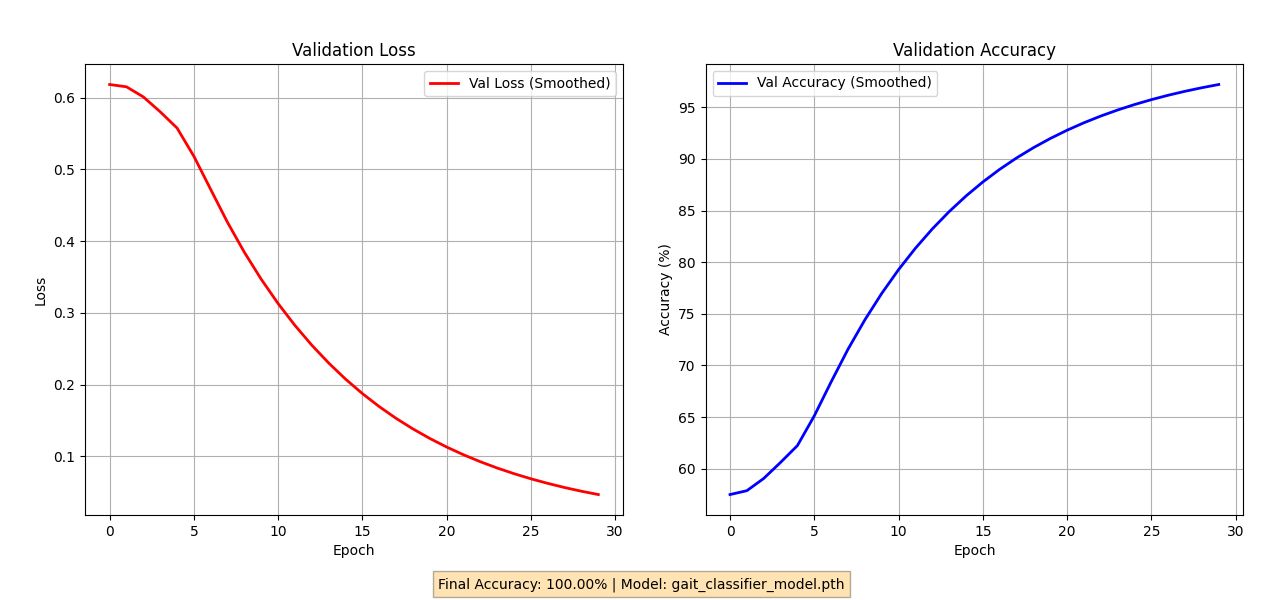 Validation Loss
Val Loss (Smoothed)
Loss
0.6
0.5
0.4
0.3
0.2
0.1
0 5 10 15 20 25 30
Epoch
Validation Accuracy
Val Accuracy (Smoothed)
Accuracy (%)
95
90
85
80
75
70
65
60
0 5 10 15 20 25 30
Epoch
Final Accuracy: 100.00% | Model: gait_classifier_model.pth